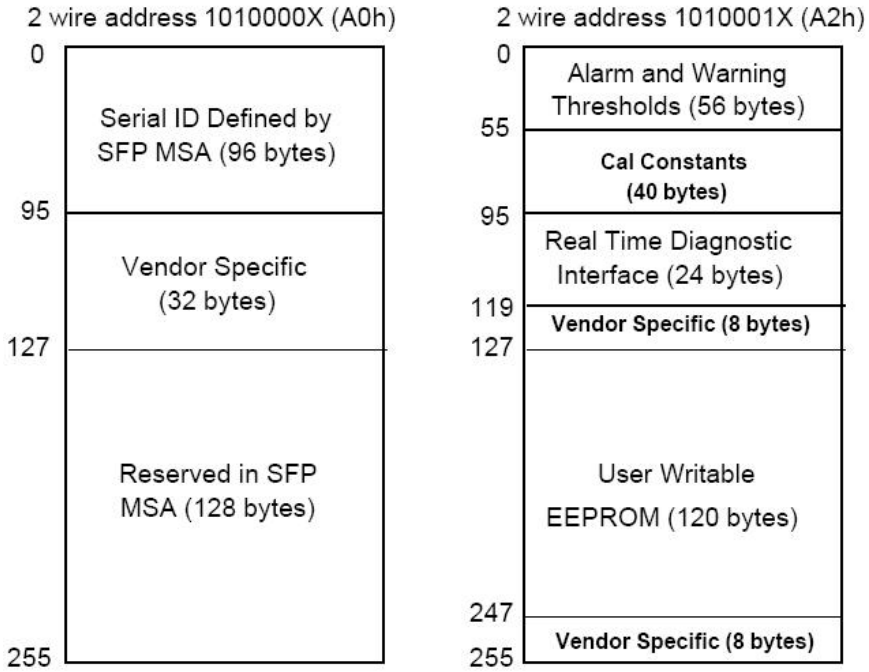 2 wire address 1010000X (A0h)
0
Serial ID Defined by
SFP MSA (96 bytes)
95
Vendor Specific
(32 bytes)
127
Reserved in SFP
MSA (128 bytes)
255
2 wire address 1010001X (A2h)
0
Alarm and Warning
Thresholds (56 bytes)
55
Cal Constants
(40 bytes)
95
Real Time Diagnostic
Interface (24 bytes)
119
Vendor Specific (8 bytes)
127
User Writable
EEPROM (120 bytes)
247
Vendor Specific (8 bytes)
255